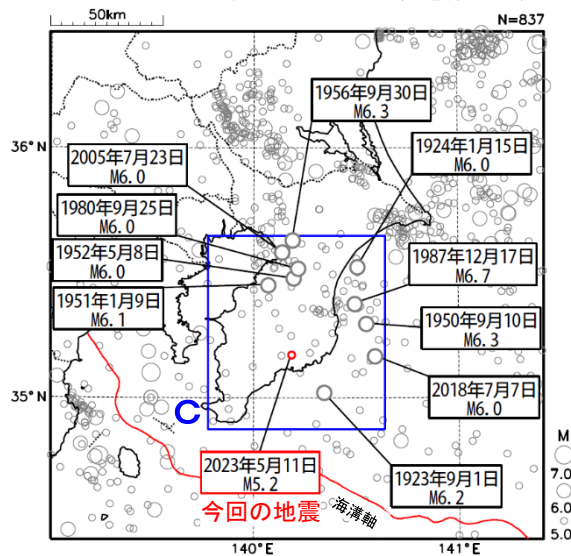 50km
N=837
1956年9月30日
M6.3
36°N
1924年1月15日
M6.0
2005年7月23日
M6.0
1980年9月25日
M6.0
1952年5月8日
M6.0
1951年1月9日
M6.1
1987年12月17日
M6.7
1950年9月10日
M6.3
2018年7月7日
M6.0
35°N
C
2023年5月11日
M5.2
今回の地震
1923年9月1日
M6.2
海溝軸
M
7.0
6.0
5.0
140°E
141°E